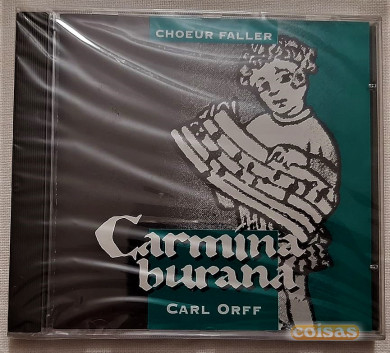 CHOEUR FALLER
Carmina
burana
CARL ORFF
coisas